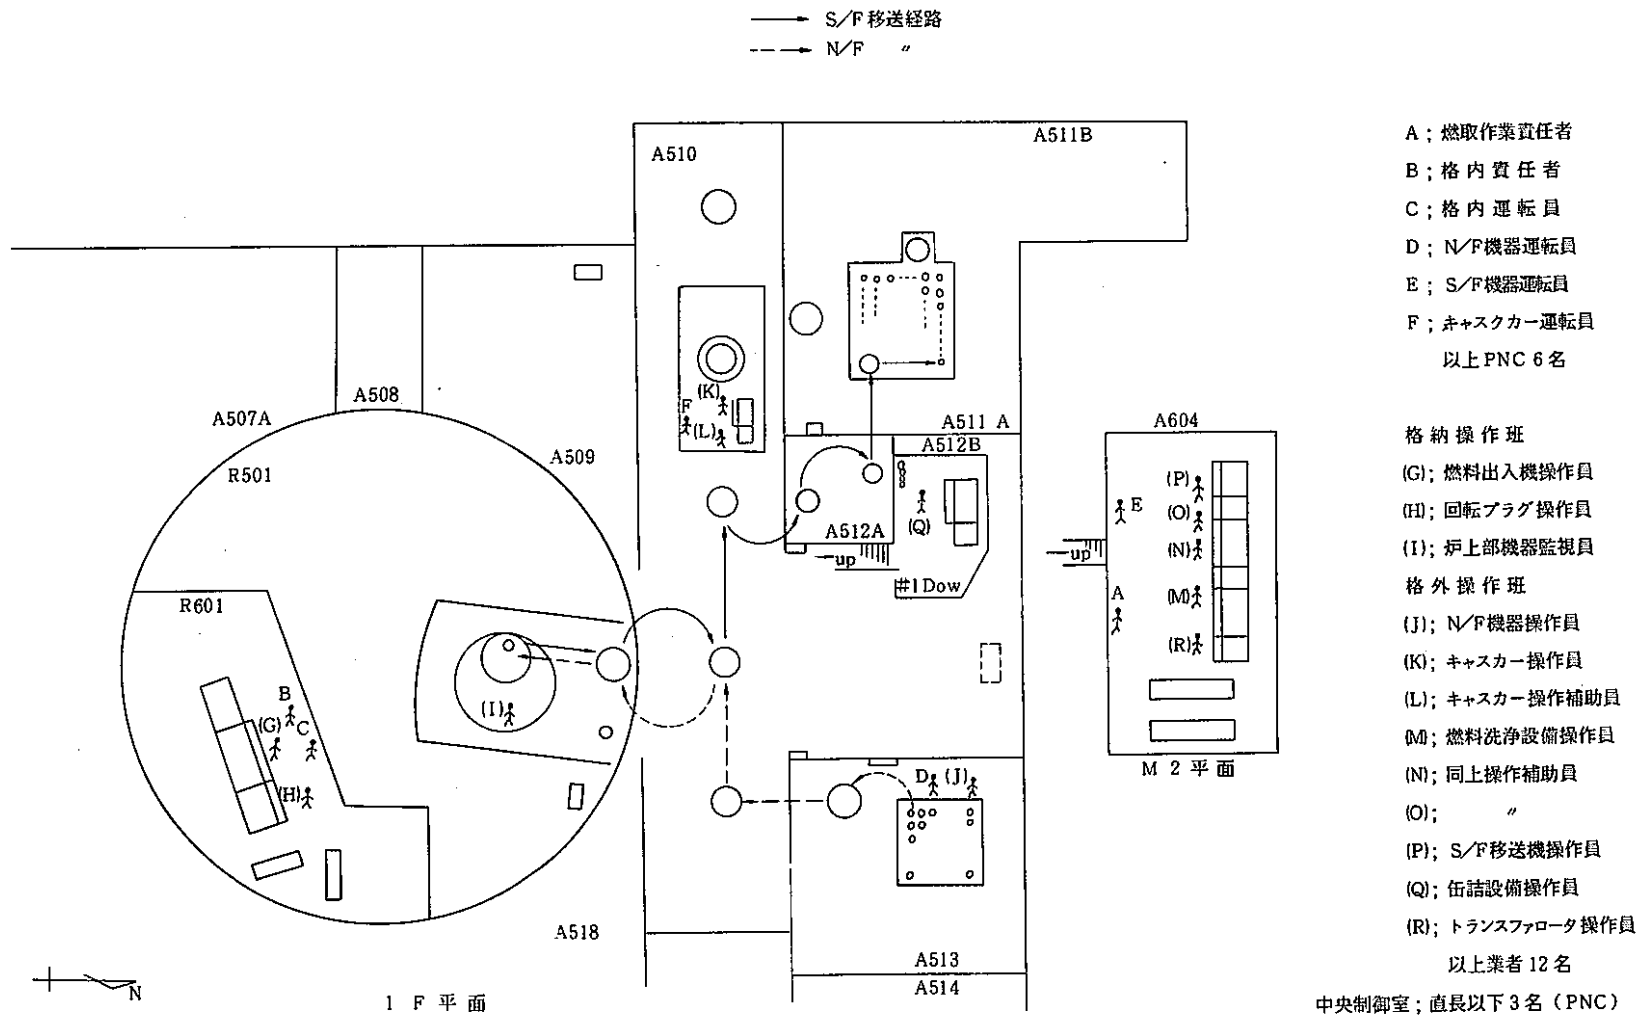 S/F移送経路
N/F 〃
A510
A511B
A508
A507A
R501
A509
(K)
F
(L)
A511 A
A512B
(Q)
A512A
up
#1Dow
R601
B
(G)
C
(H)
(I)
D
(J)
A518
A513
A514
N
1 F 平 面
A604
(P)
E
(O)
up
(N)
A
(M)
(R)
M 2 平 面
A ; 燃取作業責任者
B ; 格 内 責 任 者
C ; 格 内 運 転 員
D ; N/F機器運転員
E ; S/F機器運転員
F ; キャスクカー運転員
以上PNC 6名
格 納 操 作 班
(G); 燃料出入機操作員
(H); 回転プラグ操作員
(I); 炉上部機器監視員
格 外 操 作 班
(J); N/F機器操作員
(K); キャスカー操作員
(L); キャスカー操作補助員
(M); 燃料洗浄設備操作員
(N); 同上操作補助員
(O); 〃
(P); S/F移送機操作員
(Q); 缶詰設備操作員
(R); トランスファロータ操作員
以上業者 12 名
中央制御室 ; 直長以下 3 名 ( PNC )